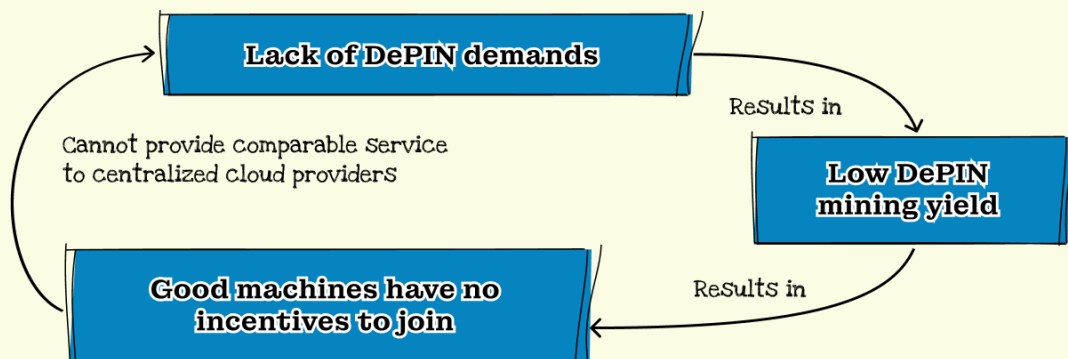 Lack of DePIN demands
Results in
Cannot provide comparable service
to centralized cloud providers
Low DePIN
mining yield
Good machines have no
incentives to join
Results in